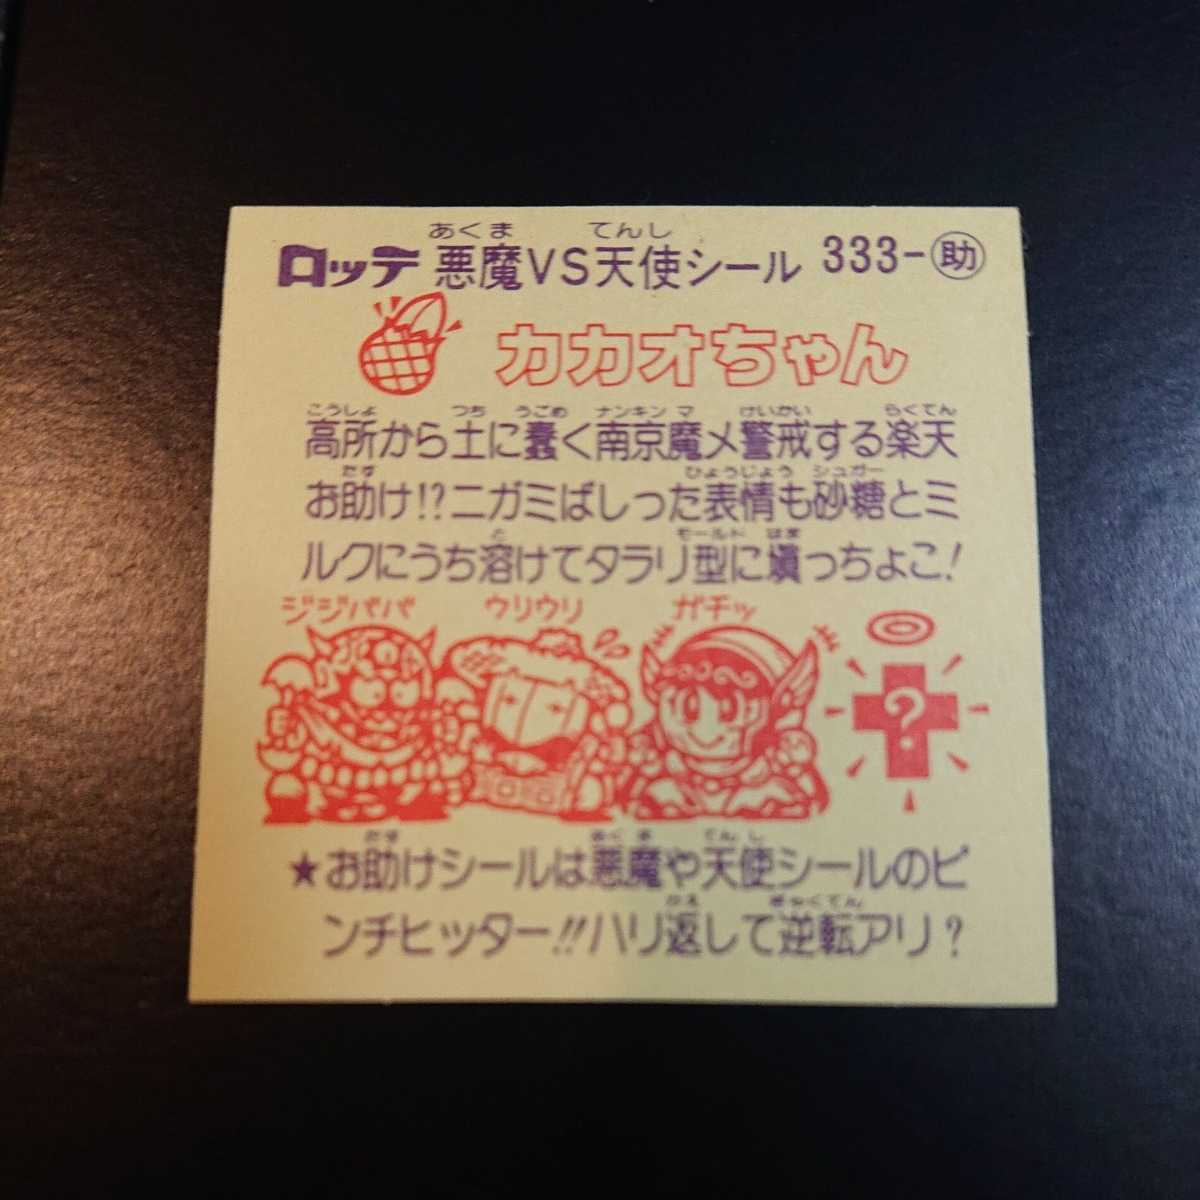 あくま てんし
ロッテ 悪魔VS天使シール 333-助
カカオちゃん
こうしょ つち うごめ ナンキン マ けいかい らくてん
高所から土に蠢く南京魔メ警戒する楽天
たす ひょうじょう シュガー
お助け!?ニガミばしった表情も砂糖とミ
と モールド はま
ルクにうち溶けてタラリ型に塡っちょこ!
ジジババ ウリウリ ガチッ
?
たす あくま てんし
★お助けシールは悪魔や天使シールのピ
かえ ぎゃくてん
ンチヒッター!!ハリ返して逆転アリ?